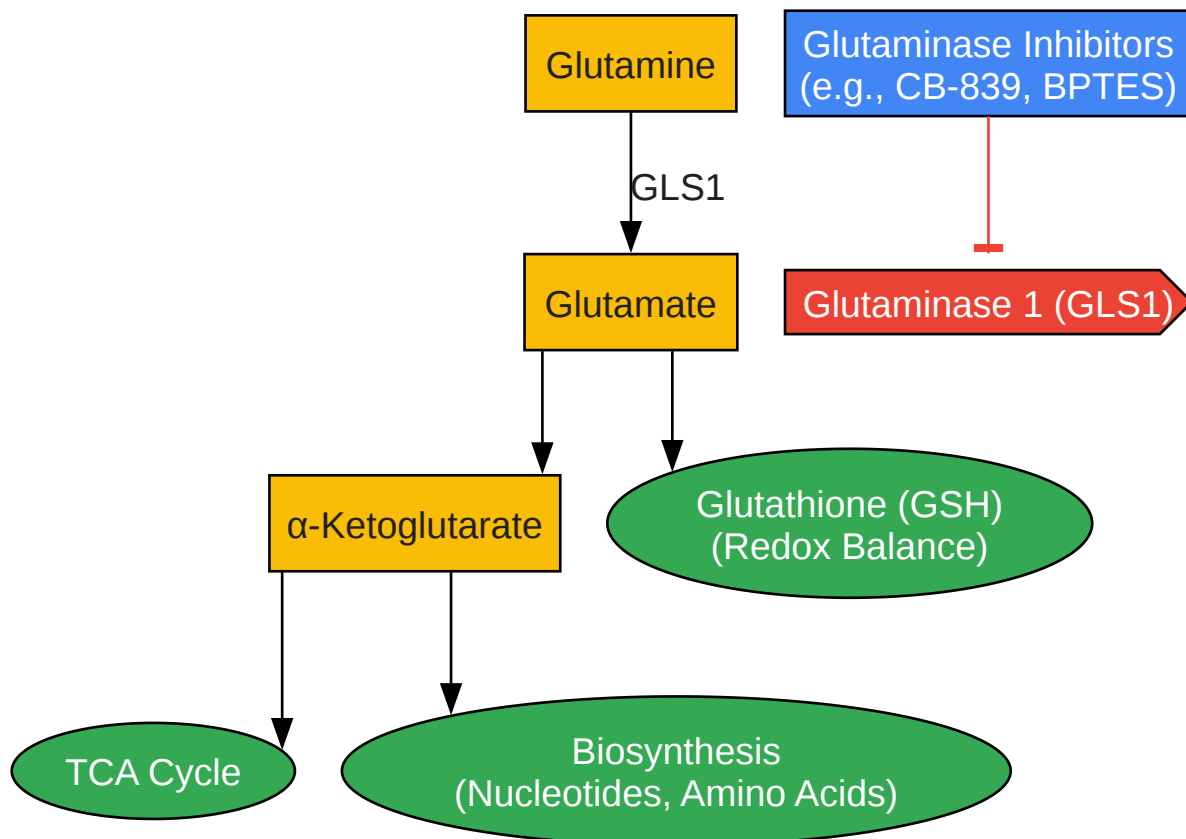 Glutamine
Glutaminase Inhibitors
(e.g., CB-839, BPTES)
GLS1
Glutamate
Glutaminase 1 (GLS1)
α-Ketoglutarate
Glutathione (GSH)
(Redox Balance)
TCA Cycle
Biosynthesis
(Nucleotides, Amino Acids)